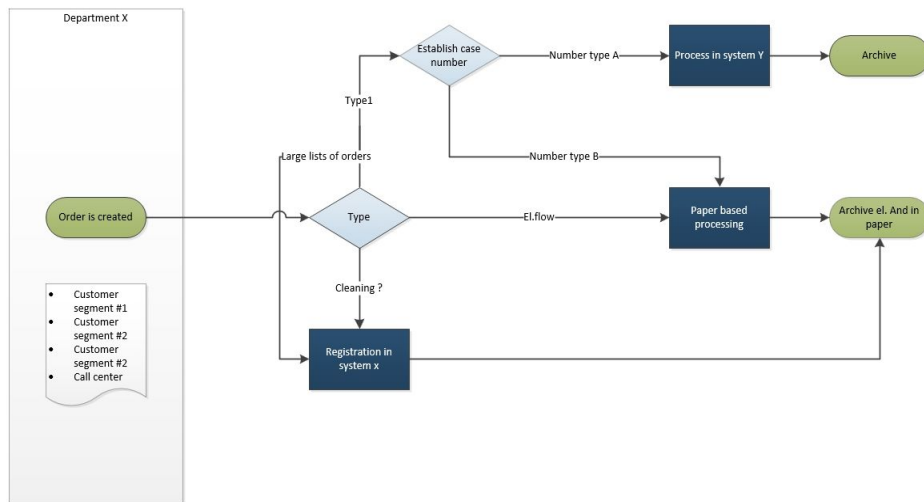 Department X
Establish case
number
Number type A
Process in system Y
Archive
Type1
Large lists of orders
Number type B
Order is created
Type
El.flow
Paper based
processing
Archive el. And in
paper
Cleaning ?
• Customer
segment #1
• Customer
segment #2
• Customer
segment #2
• Call center
Registration in
system x